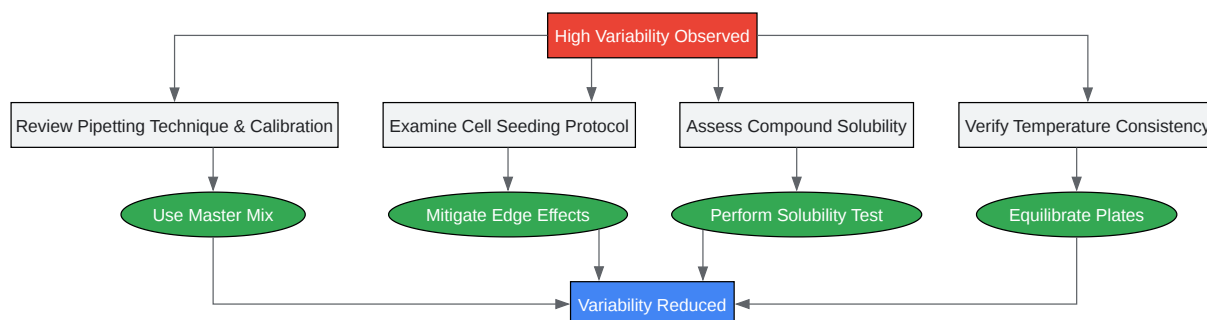 High Variability Observed
Review Pipetting Technique & Calibration
Examine Cell Seeding Protocol
Assess Compound Solubility
Verify Temperature Consistency
Use Master Mix
Mitigate Edge Effects
Perform Solubility Test
Equilibrate Plates
Variability Reduced